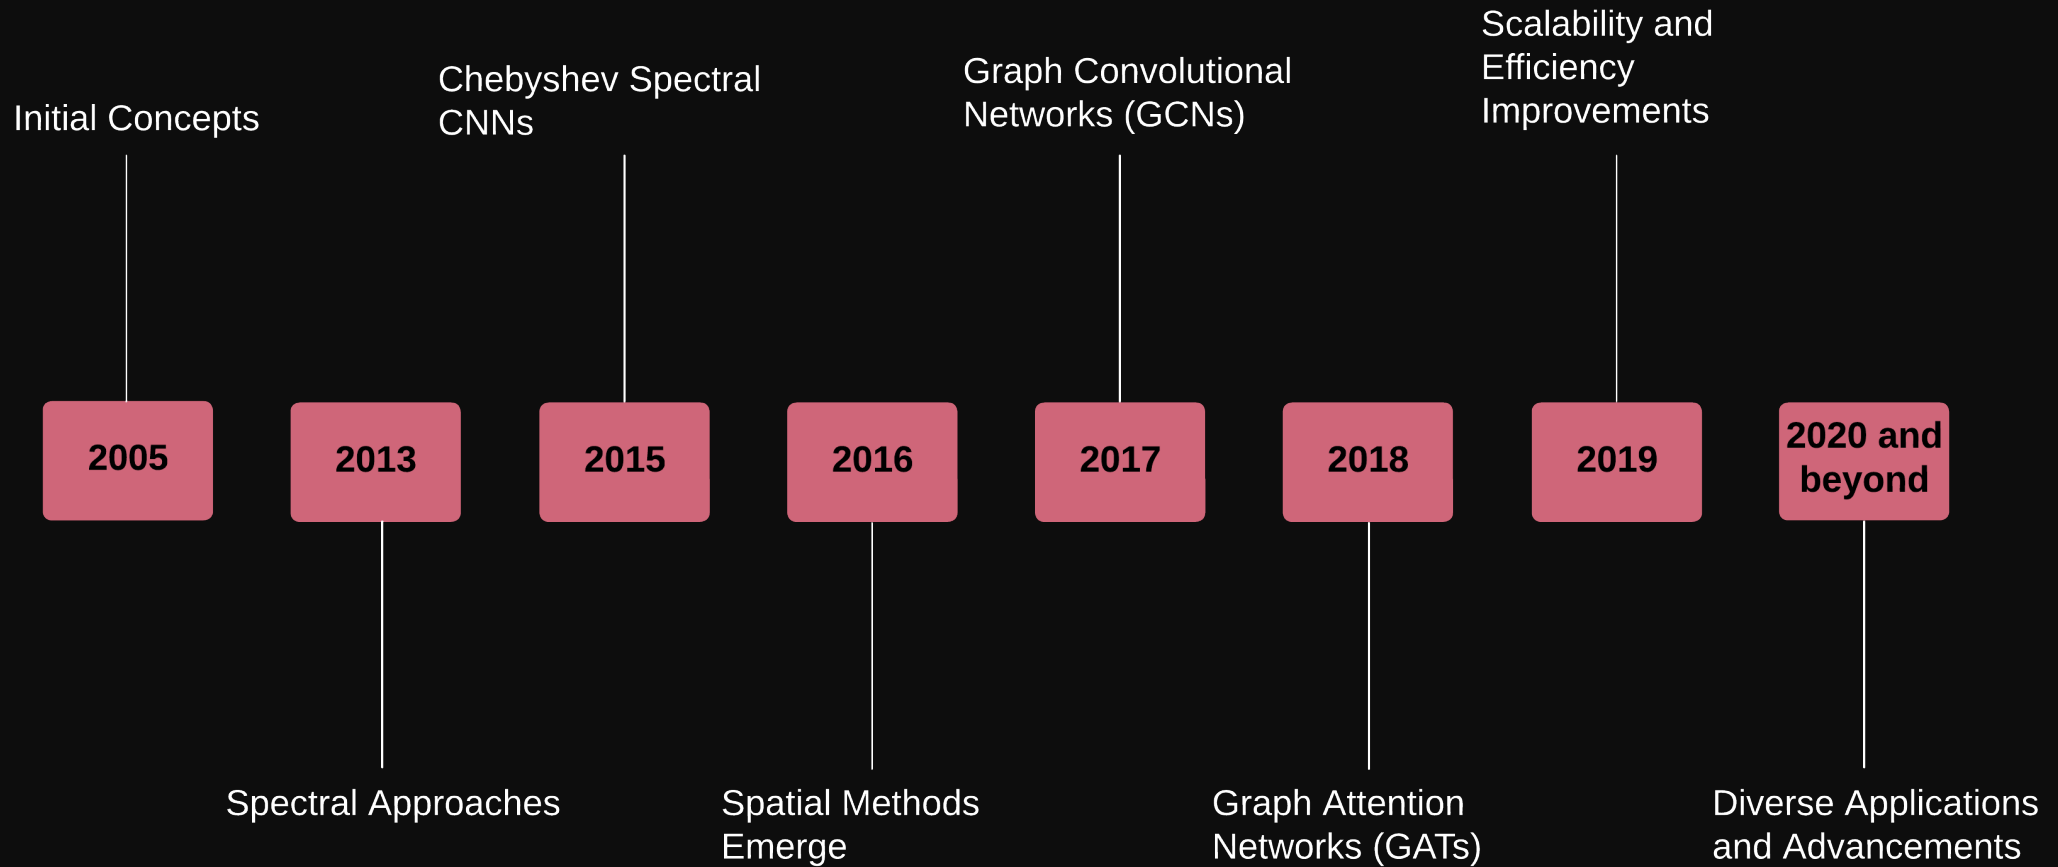 Initial Concepts
Chebyshev Spectral
CNNs
Graph Convolutional
Networks (GCNs)
Scalability and
Efficiency
Improvements
2005
2013
2015
2016
2017
2018
2019
2020 and
beyond
Spectral Approaches
Spatial Methods
Emerge
Graph Attention
Networks (GATs)
Diverse Applications
and Advancements